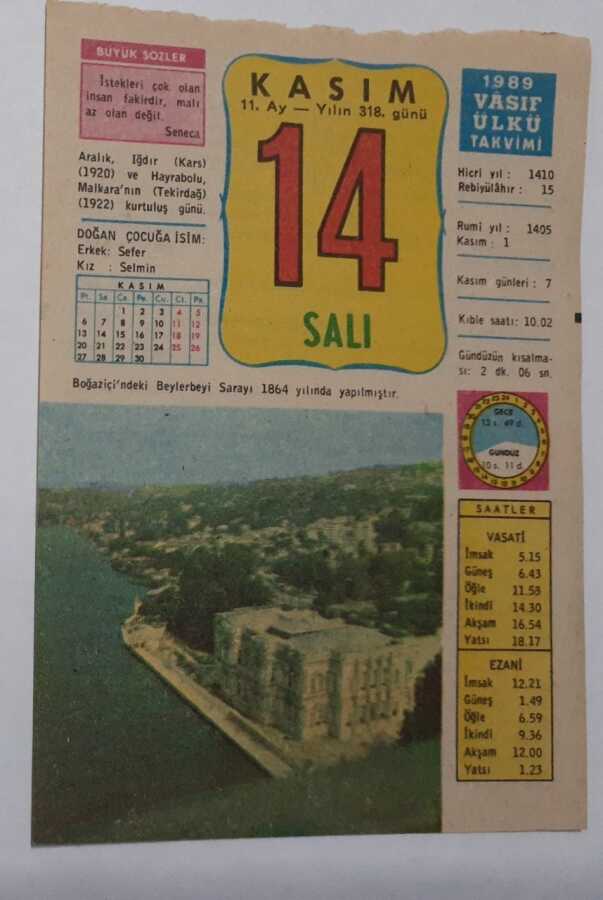 BÜYÜK SÖZLER
İstekleri çok olan
insan fakirdir, malı
az olan değil.
Seneca
Aralık, Iğdır (Kars)
(1920) ve Hayrabolu,
Malkara'nın (Tekirdağ)
(1922) kurtuluş günü.
DOĞAN ÇOCUĞA İSİM:
Erkek: Sefer
Kız : Selmin
KASIM
Pt. Sa. Ça. Pe. Cu. Ct. Pa.
1 2 3 4 5
6 7 8 9 10 11 12
13 14 15 16 17 18 19
20 21 22 23 24 25 26
27 28 29 30
KASIM
11. Ay — Yılın 318. günü
14
SALI
1989
VÂSIF
ÜLKÜ
TAKVİMİ
Hicrî yıl : 1410
Rebiyülâhır : 15
Rumî yıl : 1405
Kasım : 1
Kasım günleri : 7
Kıble saatı: 10.02
Gündüzün kısalma-
sı: 2 dk. 06 sn.
Boğaziçi'ndeki Beylerbeyi Sarayı 1864 yılında yapılmıştır.
GECE
13 s. 49 d.
GÜNDÜZ
10 s. 11 d.
SAATLER
VASATİ
İmsak 5.15
Güneş 6.43
Öğle 11.53
İkindi 14.30
Akşam 16.54
Yatsı 18.17
EZANİ
İmsak 12.21
Güneş 1.49
Öğle 6.59
İkindi 9.36
Akşam 12.00
Yatsı 1.23